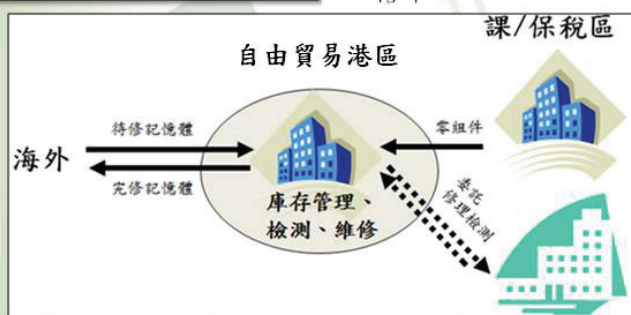 課/保稅區
自由貿易港區
待修記憶體
零組件
海外
完修記憶體
庫存管理、
檢測、維修
委託
修理檢測